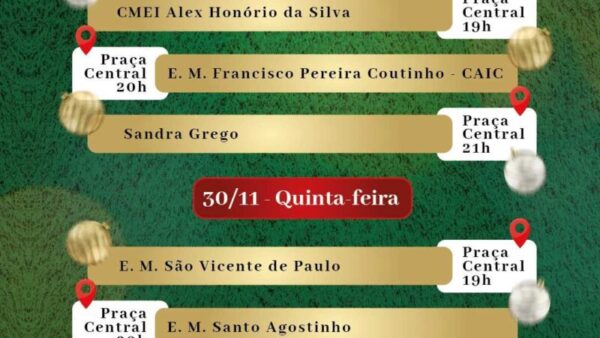 CMEI Alex Honório da Silva
Praça
Central
19h
Praça
Central
20h
E. M. Francisco Pereira Coutinho - CAIC
Sandra Grego
Praça
Central
21h
30/11 - Quinta-feira
E. M. São Vicente de Paulo
Praça
Central
19h
Praça
Central
E. M. Santo Agostinho